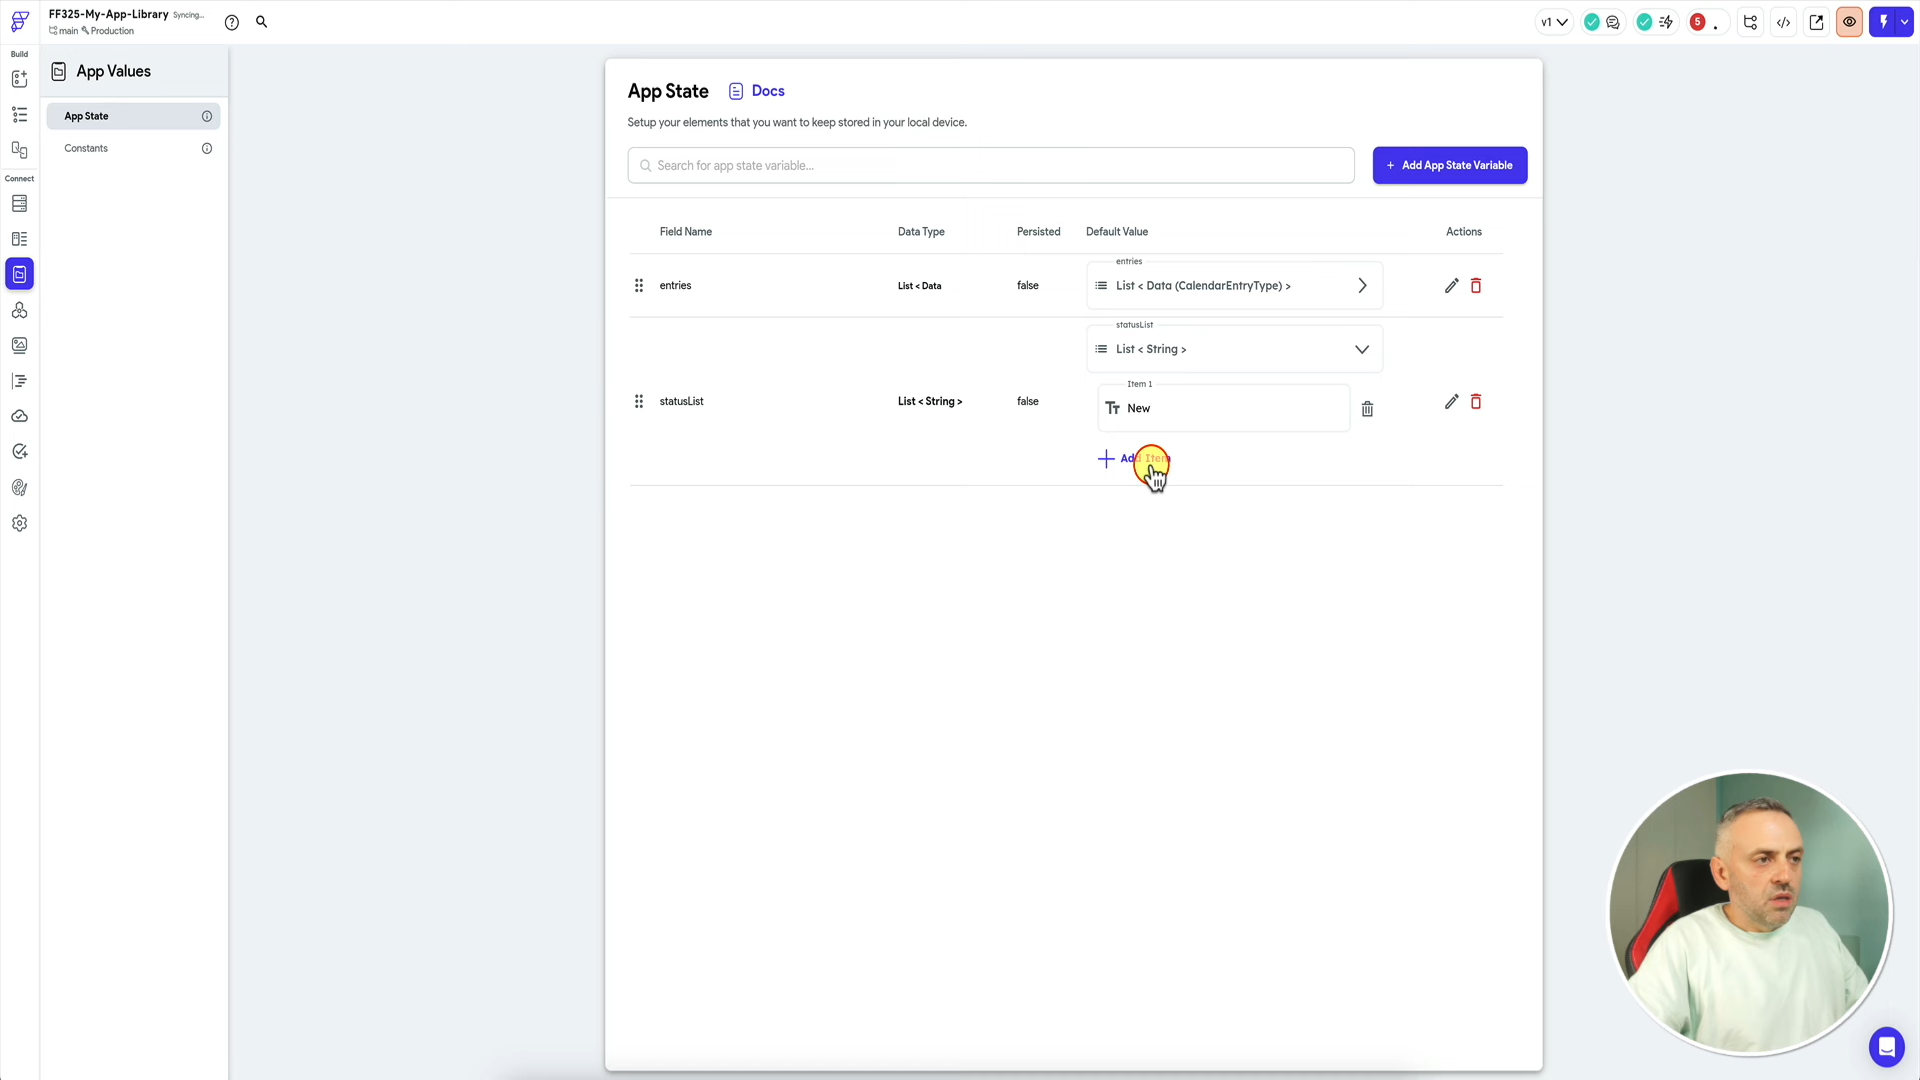 FF325-My-App-Library Syncing...
main Production
v1
5
Build
Connect
App Values
App State
Constants
App State Docs
Setup your elements that you want to keep stored in your local device.
Search for app state variable...
+ Add App State Variable
Field Name Data Type Persisted Default Value Actions
entries
entries List < Data false List < Data (CalendarEntryType) >
statusList
List < String >
Item 1
statusList List < String > false Tт New
+ Add Item